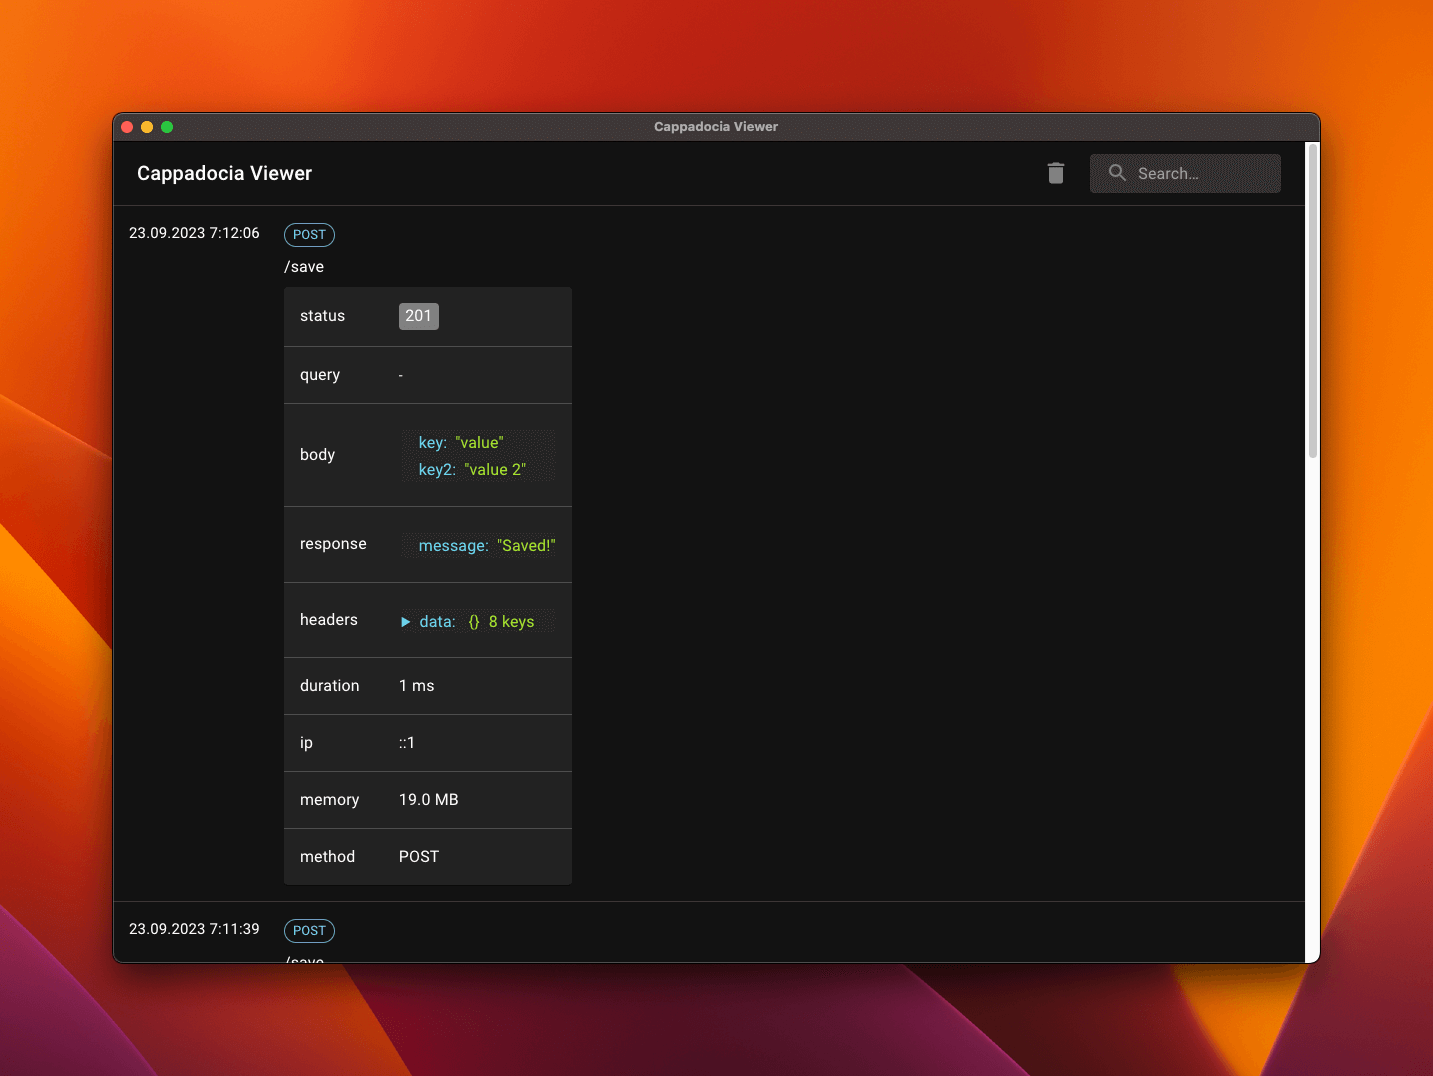 Cappadocia Viewer
Cappadocia Viewer
Search...
23.09.2023 7:12:06 POST
/save
status 201
query -
body key: "value"
key2: "value 2"
response message: "Saved!"
headers data: {} 8 keys
duration 1 ms
ip ::1
memory 19.0 MB
method POST
23.09.2023 7:11:39 POST
/save